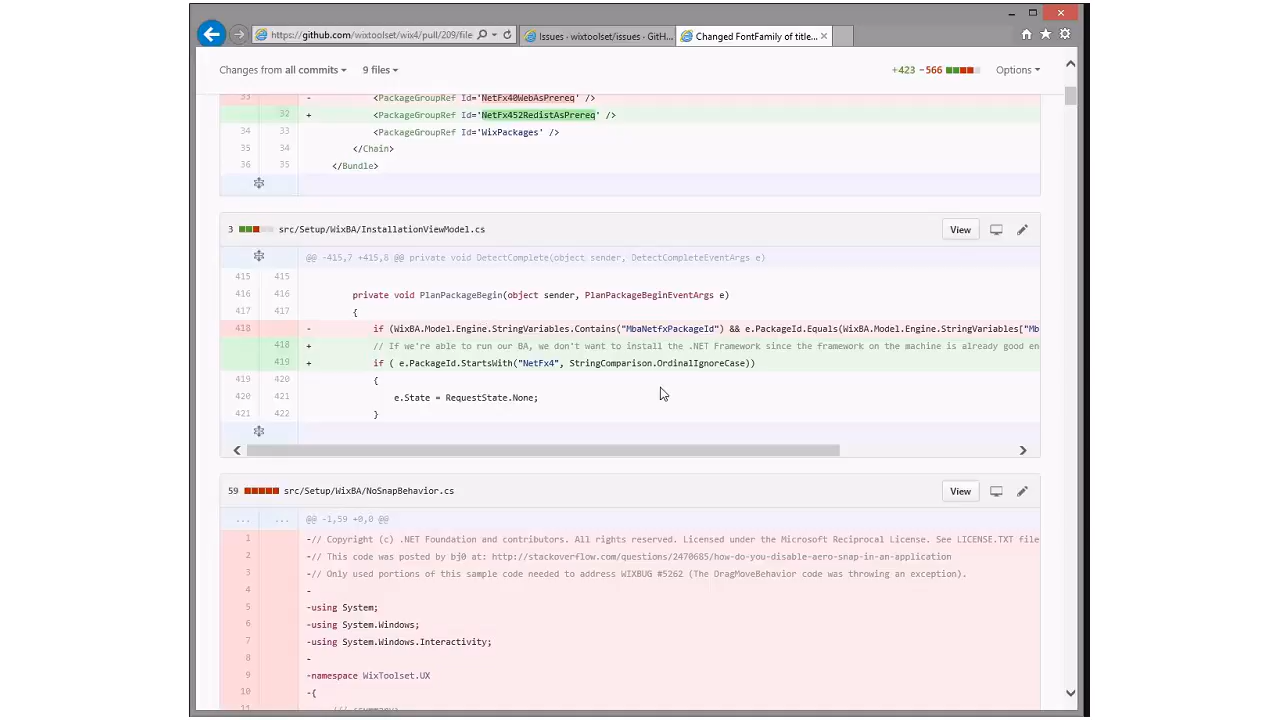 https://github.com/wixtoolset/wix4/pull/209/file
Issues · wixtoolset/issues · GitH...
Changed FontFamily of title...
Changes from all commits
9 files
+423 −566
Options
33 - <PackageGroupRef Id='NetFx40WebAsPrereq' />
32 + <PackageGroupRef Id='NetFx452RedistAsPrereq' />
34 33 <PackageGroupRef Id='WixPackages' />
35 34 </Chain>
36 35 </Bundle>
3 src/Setup/WixBA/InstallationViewModel.cs
View
@@ -415,7 +415,8 @@ private void DetectComplete(object sender, DetectCompleteEventArgs e)
415 415
416 416 private void PlanPackageBegin(object sender, PlanPackageBeginEventArgs e)
417 417 {
418 - if (WixBA.Model.Engine.StringVariables.Contains("MbaNetfxPackageId") && e.PackageId.Equals(WixBA.Model.Engine.StringVariables["Mb
418 + // If we're able to run our BA, we don't want to install the .NET Framework since the framework on the machine is already good en
419 + if ( e.PackageId.StartsWith("NetFx4", StringComparison.OrdinalIgnoreCase))
419 420 {
420 421 e.State = RequestState.None;
421 422 }
59 src/Setup/WixBA/NoSnapBehavior.cs
View
... ... @@ -1,59 +0,0 @@
1 -// Copyright (c) .NET Foundation and contributors. All rights reserved. Licensed under the Microsoft Reciprocal License. See LICENSE.TXT file
2 -// This code was posted by bj0 at: http://stackoverflow.com/questions/2470685/how-do-you-disable-aero-snap-in-an-application
3 -// Only used portions of this sample code needed to address WIXBUG #5262 (The DragMoveBehavior code was throwing an exception).
4 -
5 -using System;
6 -using System.Windows;
7 -using System.Windows.Interactivity;
8 -
9 -namespace WixToolset.UX
10 -{
11 /// <summary>